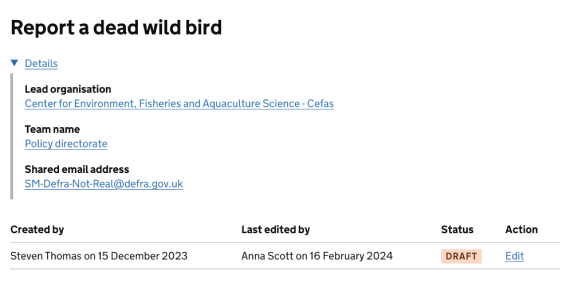 Report a dead wild bird
Details
Lead organisation
Center for Environment, Fisheries and Aquaculture Science - Cefas
Team name
Policy directorate
Shared email address
SM-Defra-Not-Real@defra.gov.uk
Created by Last edited by Status Action
Steven Thomas on 15 December 2023 Anna Scott on 16 February 2024 DRAFT Edit